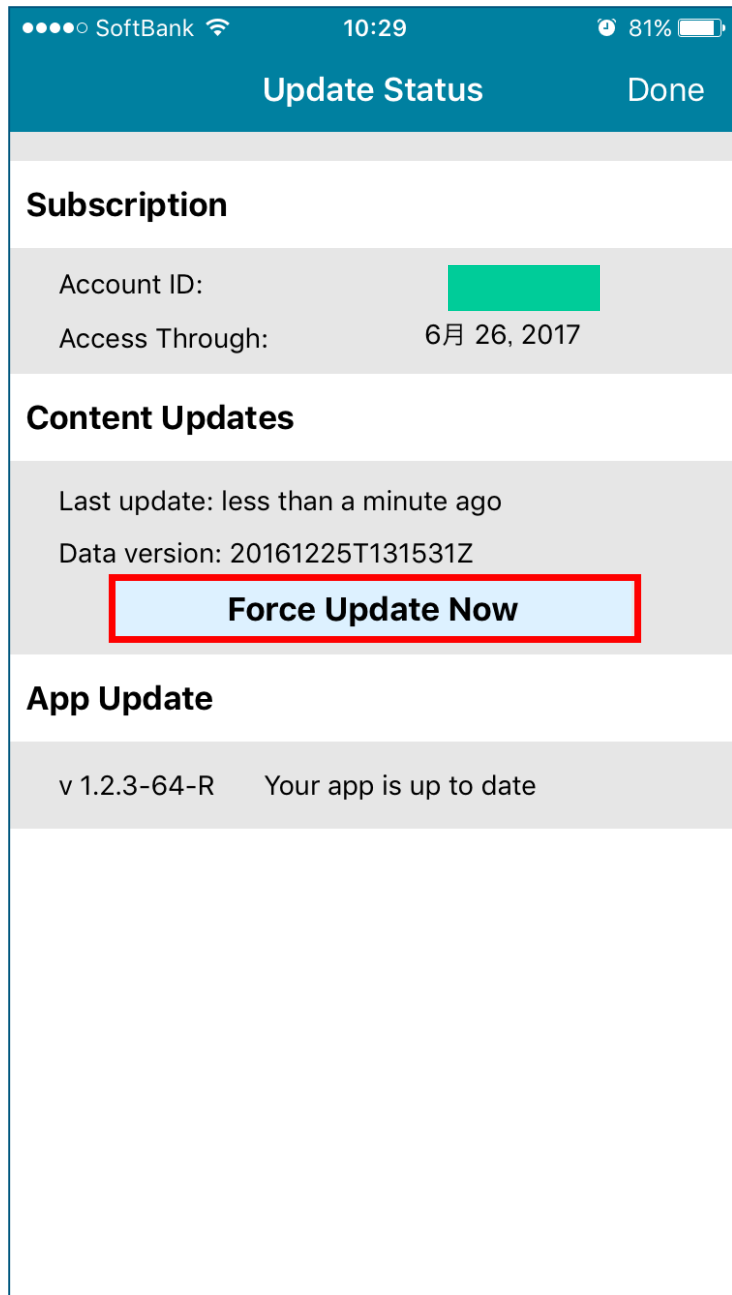 SoftBank 10:29 81%
Update Status Done
Subscription
Account ID:
Access Through: 6月 26, 2017
Content Updates
Last update: less than a minute ago
Data version: 20161225T131531Z
Force Update Now
App Update
v 1.2.3-64-R Your app is up to date